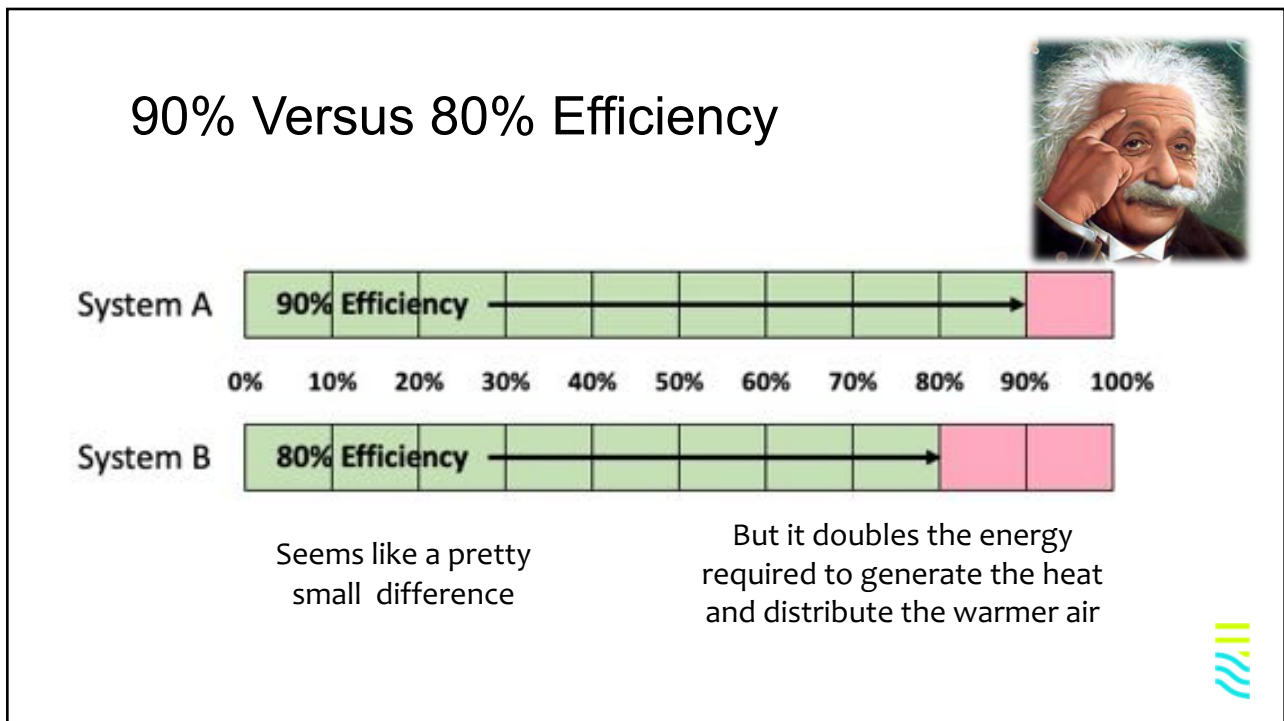 90% Versus 80% Efficiency
System A
90% Efficiency
0% 10% 20% 30% 40% 50% 60% 70% 80% 90% 100%
System B
80% Efficiency
Seems like a pretty
small difference
But it doubles the energy
required to generate the heat
and distribute the warmer air